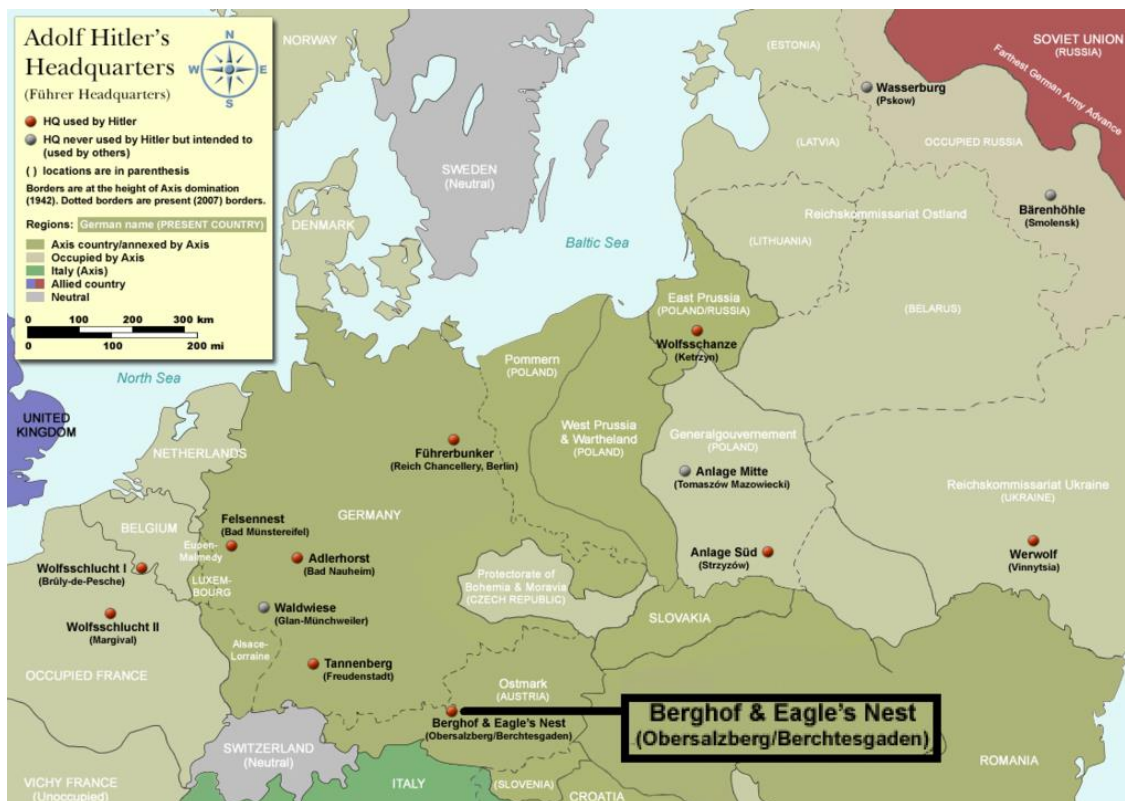 Adolf Hitler's
Headquarters
(Führer Headquarters)
N
W
E
S
HQ used by Hitler
HQ never used by Hitler but intended to
(used by others)
( ) locations are in parenthesis
Borders are at the height of Axis domination
(1942). Dotted borders are present (2007) borders.
Regions: German name (PRESENT COUNTRY)
Axis country/annexed by Axis
Occupied by Axis
Italy (Axis)
Allied country
Neutral
0 100 200 300 km
0 100 200 mi
NORWAY
SWEDEN
(Neutral)
(ESTONIA)
SOVIET UNION
(RUSSIA)
Farthest German Army Advance
Wasserburg
(Pskow)
OCCUPIED RUSSIA
(LATVIA)
Bärenhöhle
(Smolensk)
Reichskommissariat Ostland
DENMARK
Baltic Sea
(LITHUANIA)
East Prussia
(POLAND/RUSSIA)
(BELARUS)
Wolfsschanze
(Ketrzyn)
North Sea
Pommern
(POLAND)
UNITED
KINGDOM
NETHERLANDS
Führerbunker
(Reich Chancellery, Berlin)
West Prussia
& Wartheland
(POLAND)
Generalgouvernement
(POLAND)
Anlage Mitte
(Tomaszów Mazowiecki)
Reichskommissariat Ukraine
(UKRAINE)
BELGIUM
Felsennest
(Bad Münstereifel)
GERMANY
Eupen-
Malmedy
Adlerhorst
(Bad Nauheim)
Anlage Süd
(Strzyzów)
Werwolf
(Vinnytsia)
Wolfsschlucht I
(Brûly-de-Pesche)
LUXEM-
BOURG
Protectorate of
Bohemia & Moravia
(CZECH REPUBLIC)
Waldwiese
(Glan-Münchweiler)
Wolfsschlucht II
(Margival)
SLOVAKIA
Alsace-
Lorraine
OCCUPIED FRANCE
Tannenberg
(Freudenstadt)
Ostmark
(AUSTRIA)
Berghof & Eagle's Nest
(Obersalzberg/Berchtesgaden)
Berghof & Eagle's Nest
(Obersalzberg/Berchtesgaden)
SWITZERLAND
(Neutral)
ROMANIA
VICHY FRANCE
(Unoccupied)
ITALY
(SLOVENIA)
CROATIA